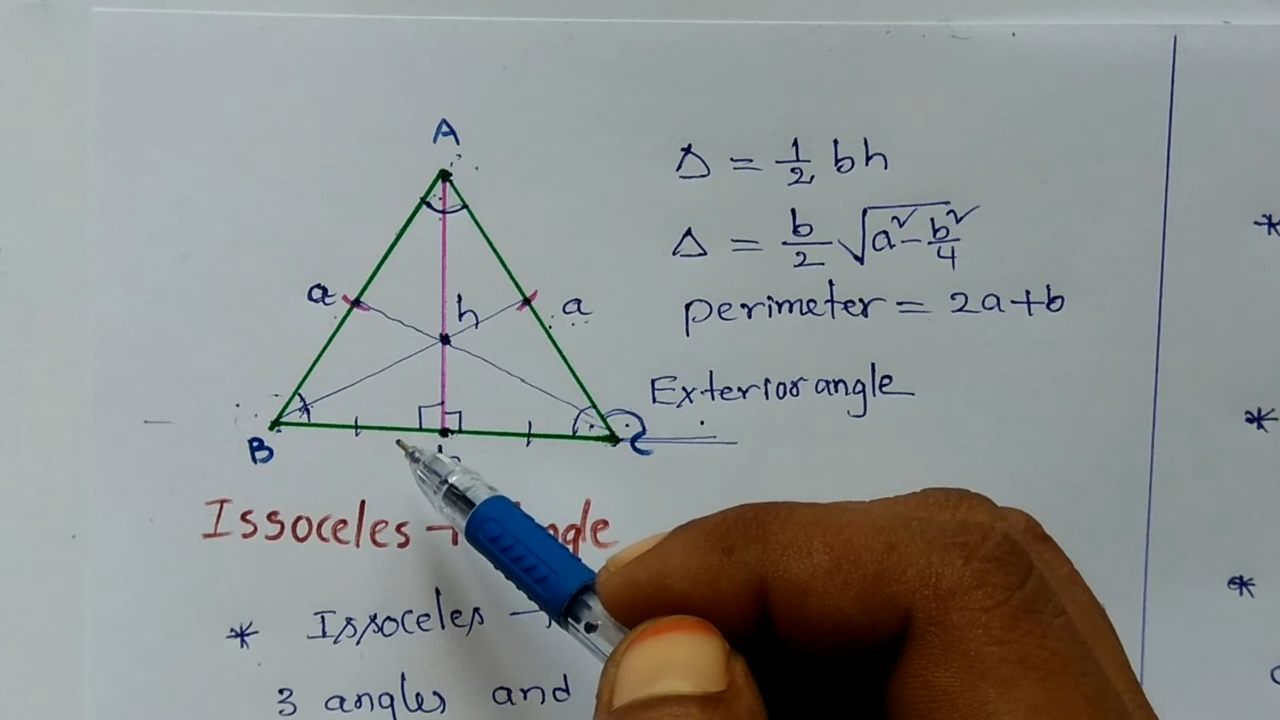 A
Δ = 1/2 bh
Δ = b/2 √(a² - b²/4)
a
h
a
perimeter = 2a+b
Exterior angle
B
C
Issoceles
* Issoceles
3 angles and
*
*
*